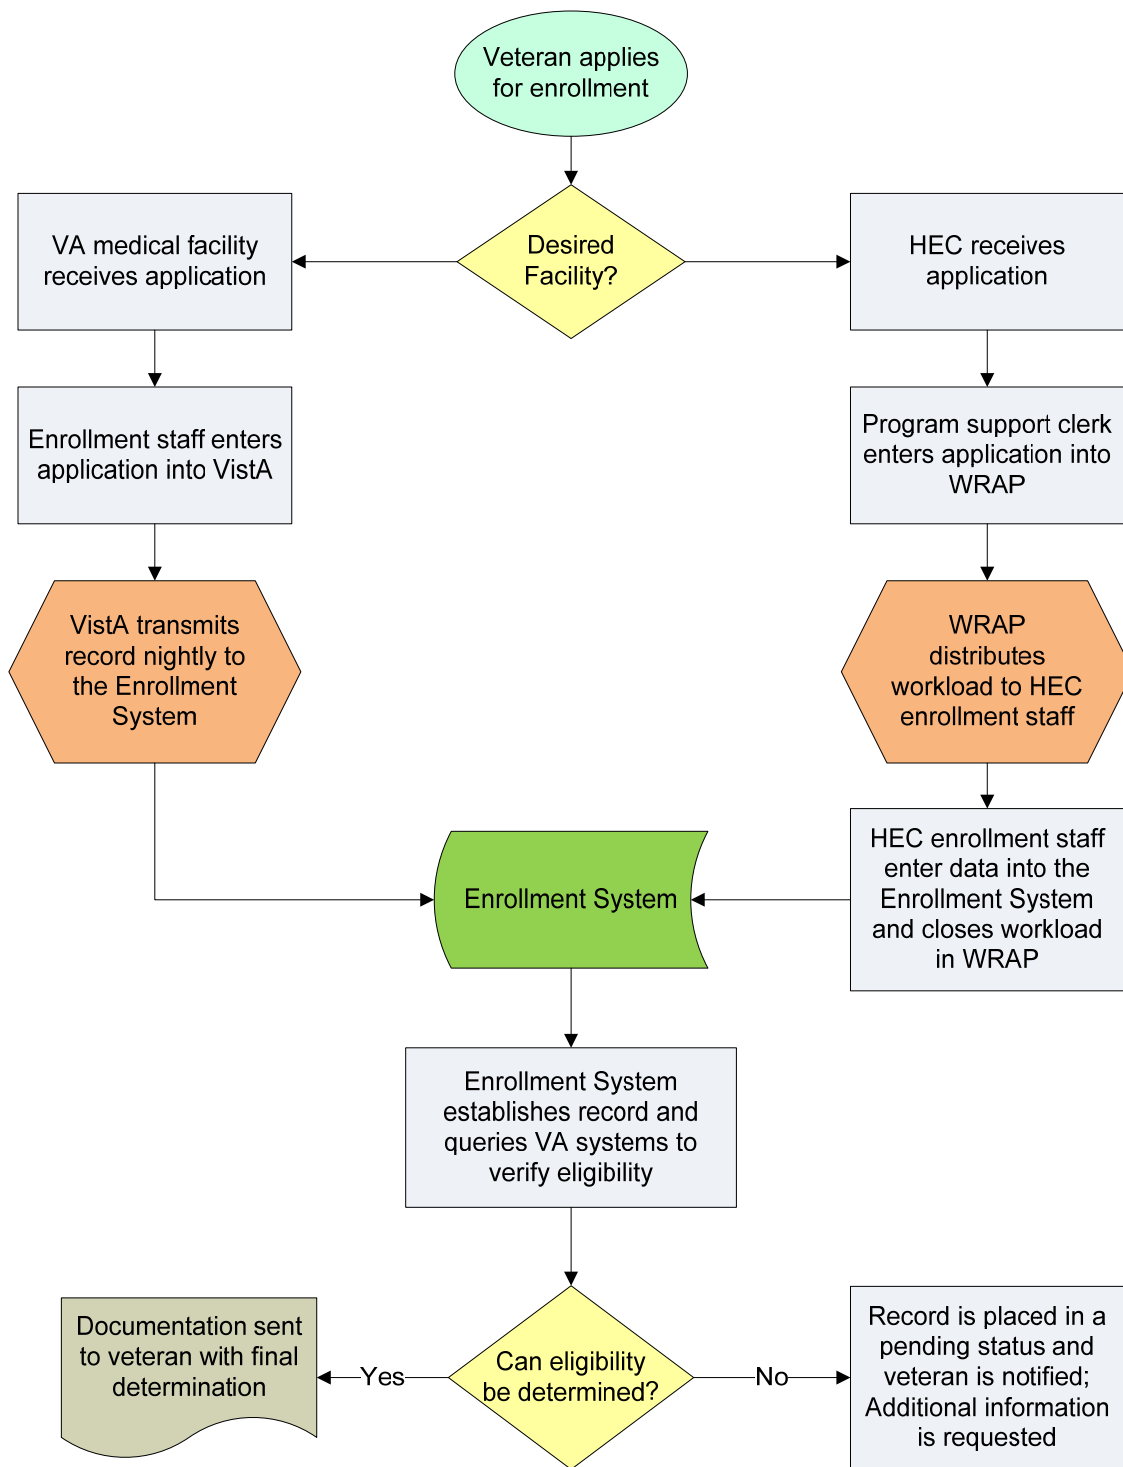 Veteran applies
for enrollment
Desired
Facility?
VA medical facility
receives application
HEC receives
application
Enrollment staff enters
application into VistA
Program support clerk
enters application into
WRAP
VistA transmits
record nightly to
the Enrollment
System
WRAP
distributes
workload to HEC
enrollment staff
HEC enrollment staff
enter data into the
Enrollment System
and closes workload
in WRAP
Enrollment System
Enrollment System
establishes record and
queries VA systems to
verify eligibility
Can eligibility
be determined?
Yes
Documentation sent
to veteran with final
determination
No
Record is placed in a
pending status and
veteran is notified;
Additional information
is requested